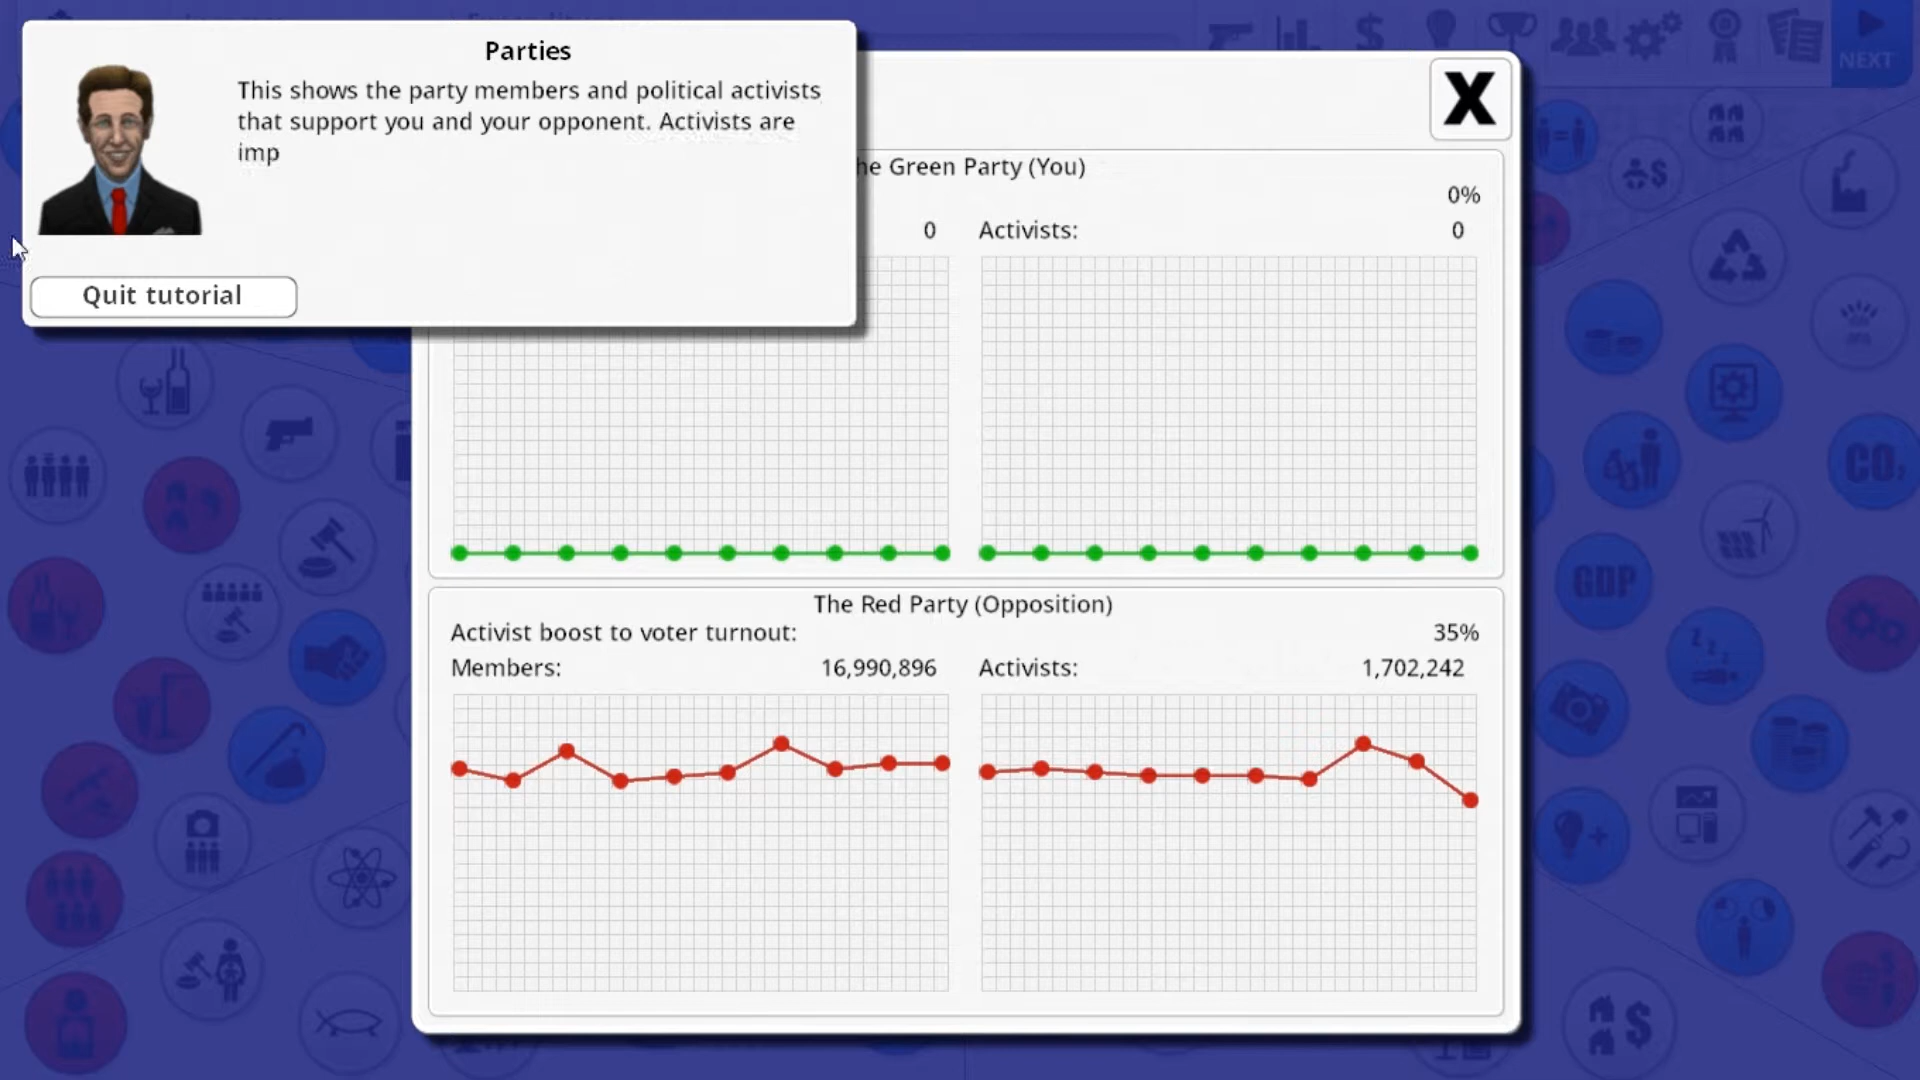 Parties
This shows the party members and political activists
that support you and your opponent. Activists are
imp
Quit tutorial
X
NEXT
he Green Party (You)
0%
0
Activists:
0
The Red Party (Opposition)
Activist boost to voter turnout:
35%
Members:
16,990,896
Activists:
1,702,242
CO₂
GDP